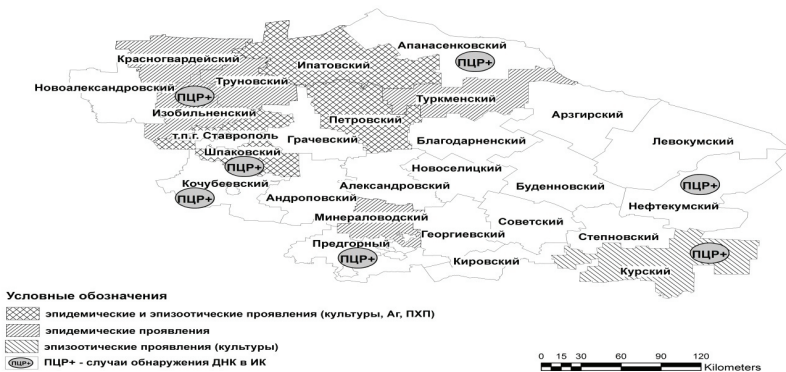 Апанасенковский
ПЦР+
Красногвардейский
Ипатовский
Новоалександровский
Труновский
ПЦР+
Туркменский
Изобильненский
Арзгирский
Петровский
т.п.г. Ставрополь
Грачевский
Благодарненский
Левокумский
Шпаковский
ПЦР+
Новоселицкий
Кочубеевский
Александровский
Буденновский
ПЦР+
ПЦР+
Андроповский
Нефтекумский
Минераловодский
Советский
Георгиевский
Степновский
Предгорный
ПЦР+
ПЦР+
Кировский
Курский
Условные обозначения
эпидемические и эпизоотические проявления (культуры, Аг, ПХП)
эпидемические проявления
эпизоотические проявления (культуры)
ПЦР+ ПЦР+ - случаи обнаружения ДНК в ИК
0 15 30 60 90 120
Kilometers